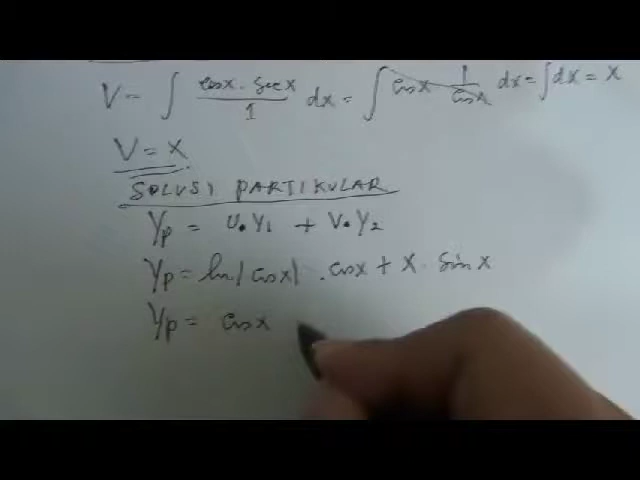 V = ∫ cos x · sec x / 1 dx = ∫ cos x 1/cos x dx = ∫ dx = x
V = x
SOLUSI PARTIKULAR
Yp = U. Y1 + V. Y2
Yp = ln |cos x| . cos x + x . sin x
Yp = cos x